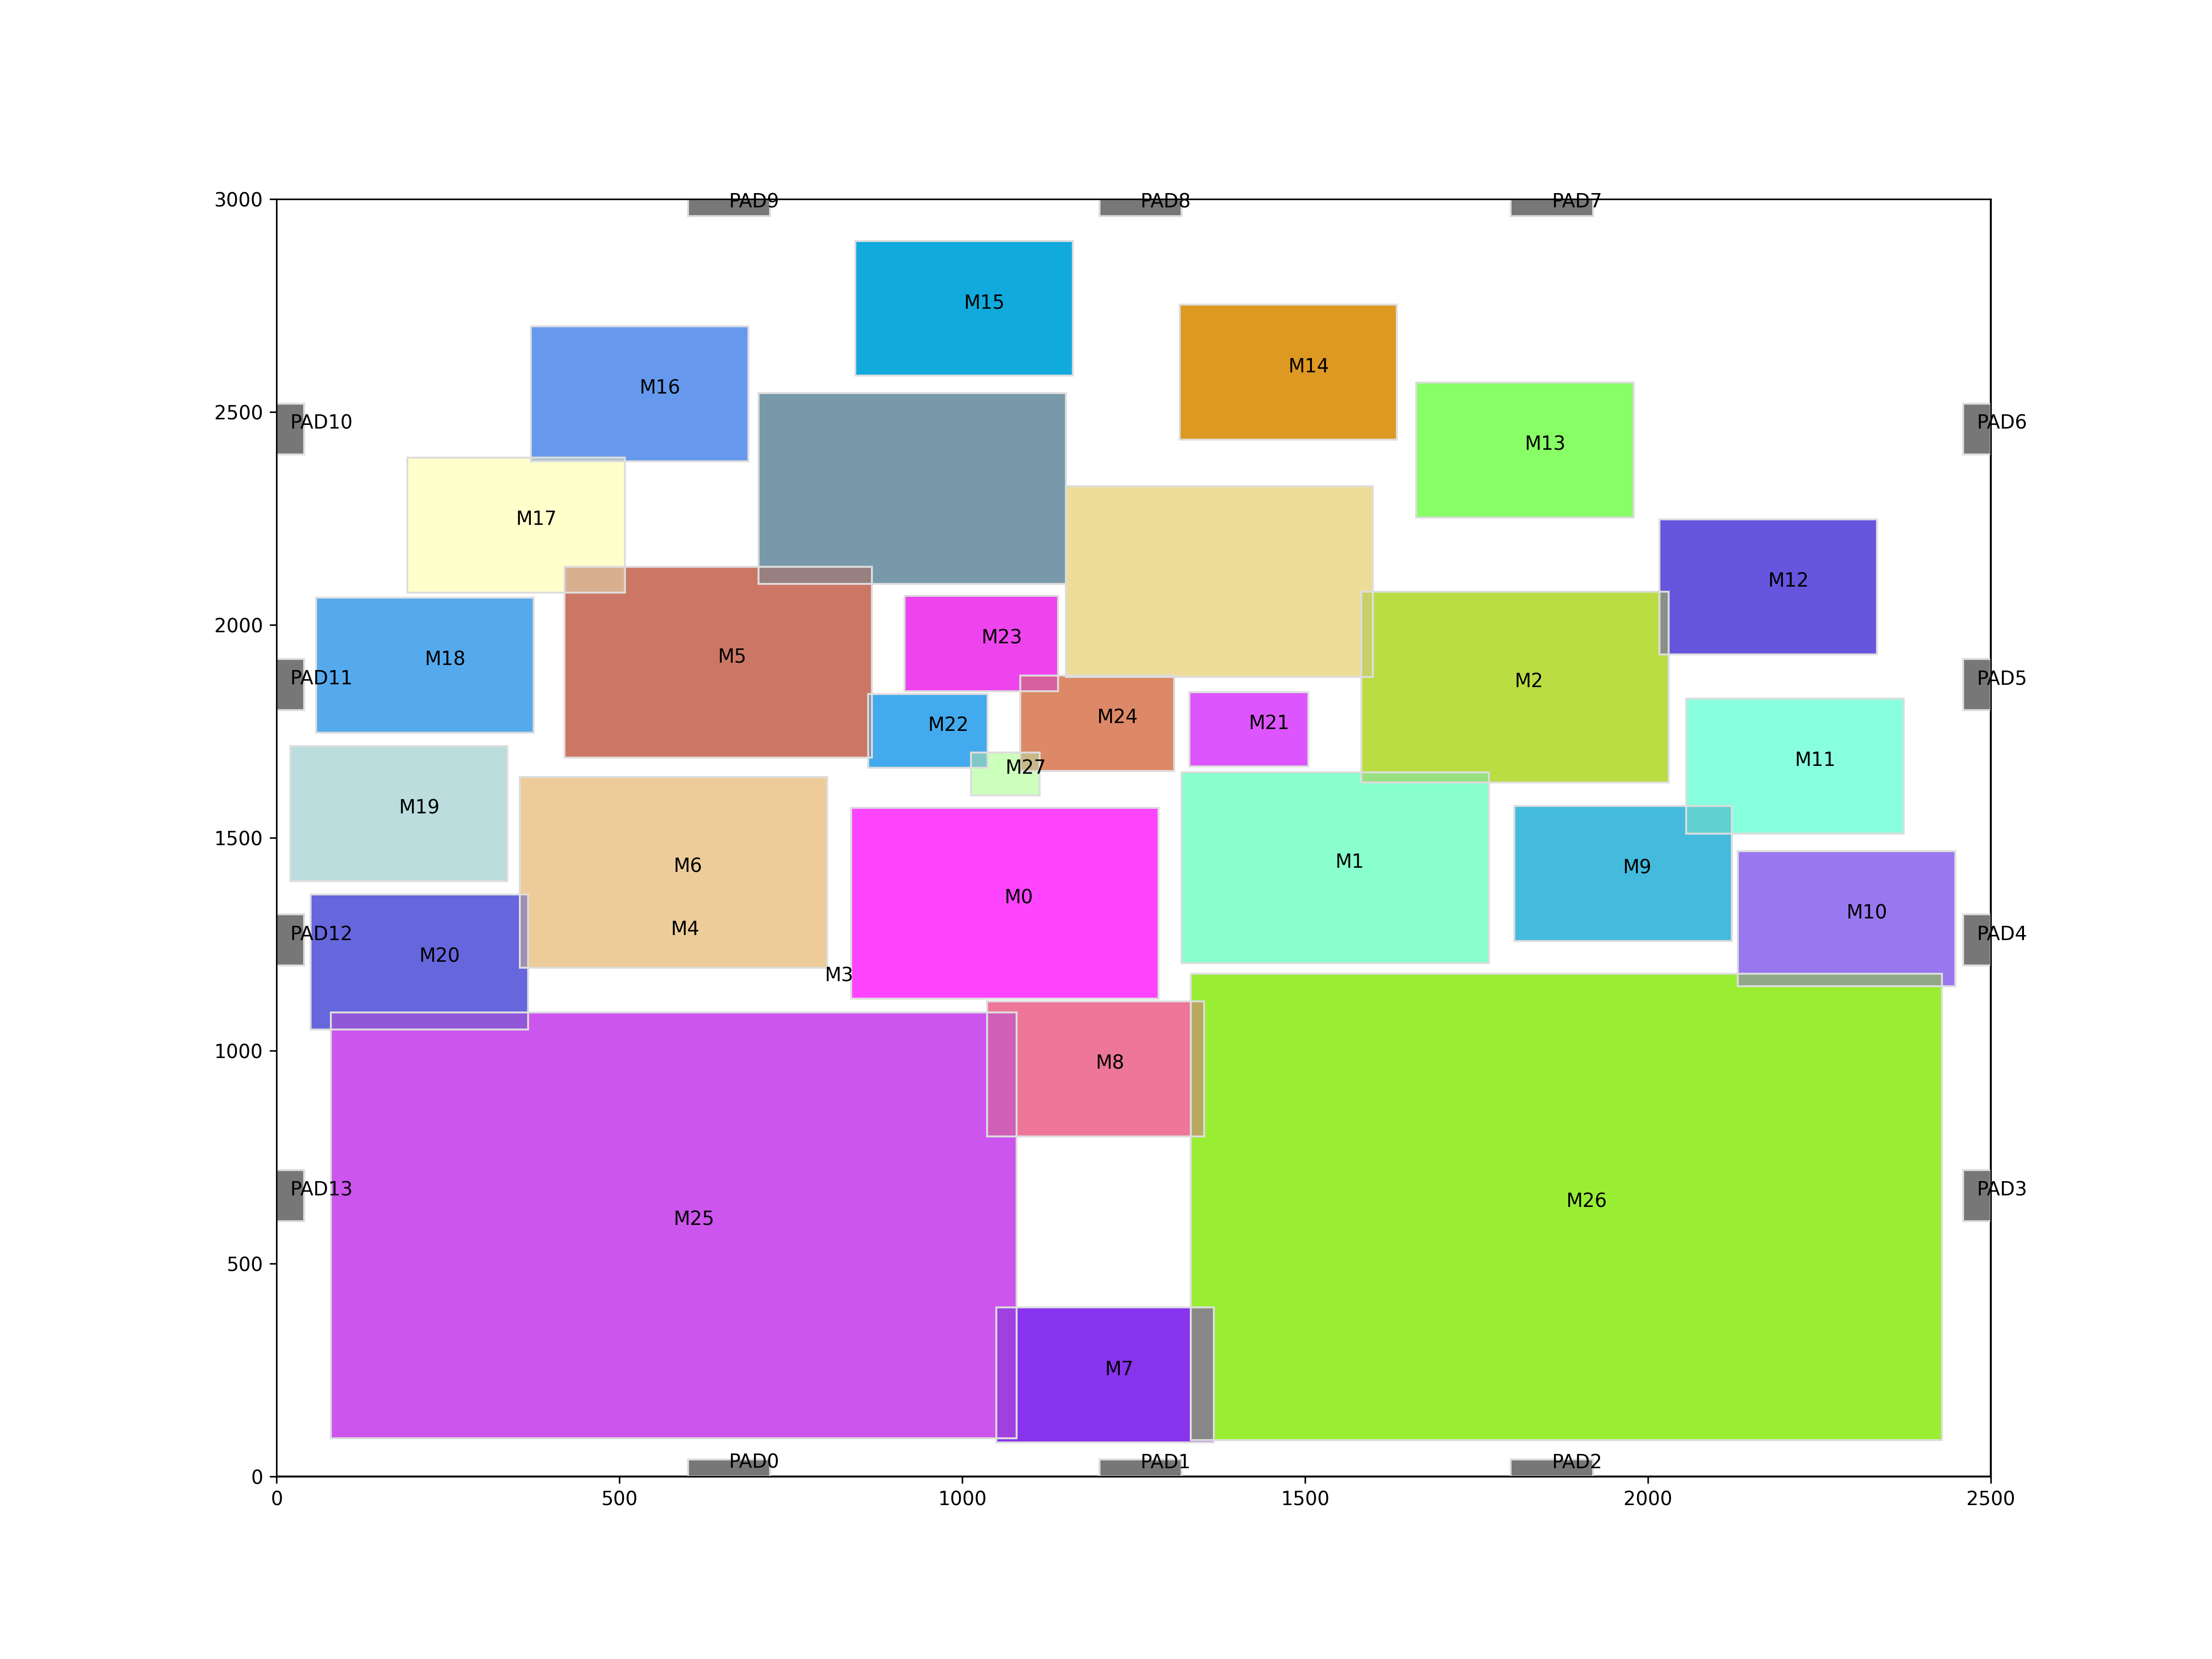 PAD9 PAD8 PAD7
3000
M15
M14
M16
PAD10 M13 PAD6
2500
M17
M12
2000
M23
M18 M5 M2 PAD5
PAD11 M22 M24 M21
M27 M11
M19
1500
M6 M1 M9
M0 M10
M4
PAD12 PAD4
M20 M3
1000
M8
PAD13 M26 PAD3
M25
500
M7
PAD0 PAD1 PAD2
0
0 500 1000 1500 2000 2500